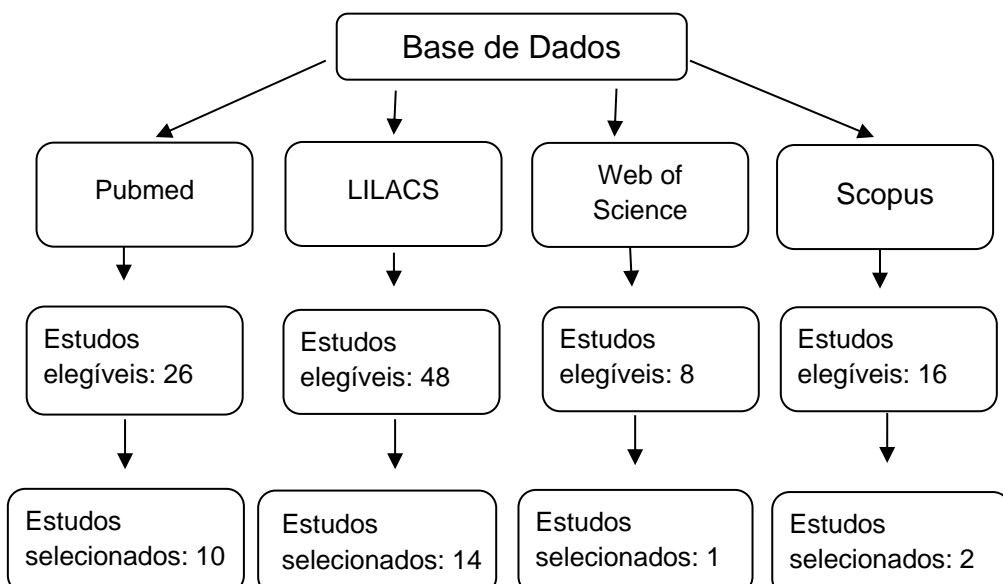 Base de Dados
Pubmed
LILACS
Web of
Science
Scopus
Estudos
elegíveis: 26
Estudos
elegíveis: 48
Estudos
elegíveis: 8
Estudos
elegíveis: 16
Estudos
selecionados: 10
Estudos
selecionados: 14
Estudos
selecionados: 1
Estudos
selecionados: 2